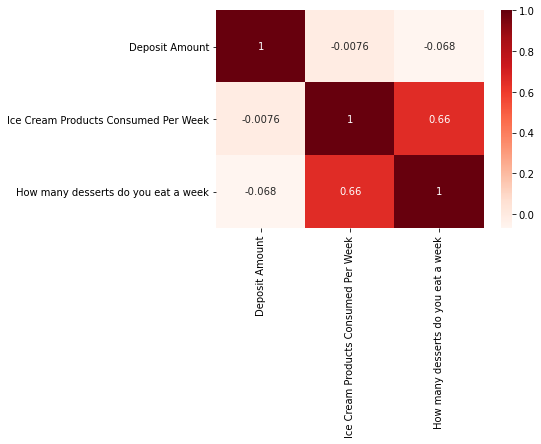 Deposit Amount
1
-0.0076
-0.068
Ice Cream Products Consumed Per Week
-0.0076
1
0.66
How many desserts do you eat a week
-0.068
0.66
1
Deposit Amount
Ice Cream Products Consumed Per Week
How many desserts do you eat a week
1.0
0.8
0.6
0.4
0.2
0.0